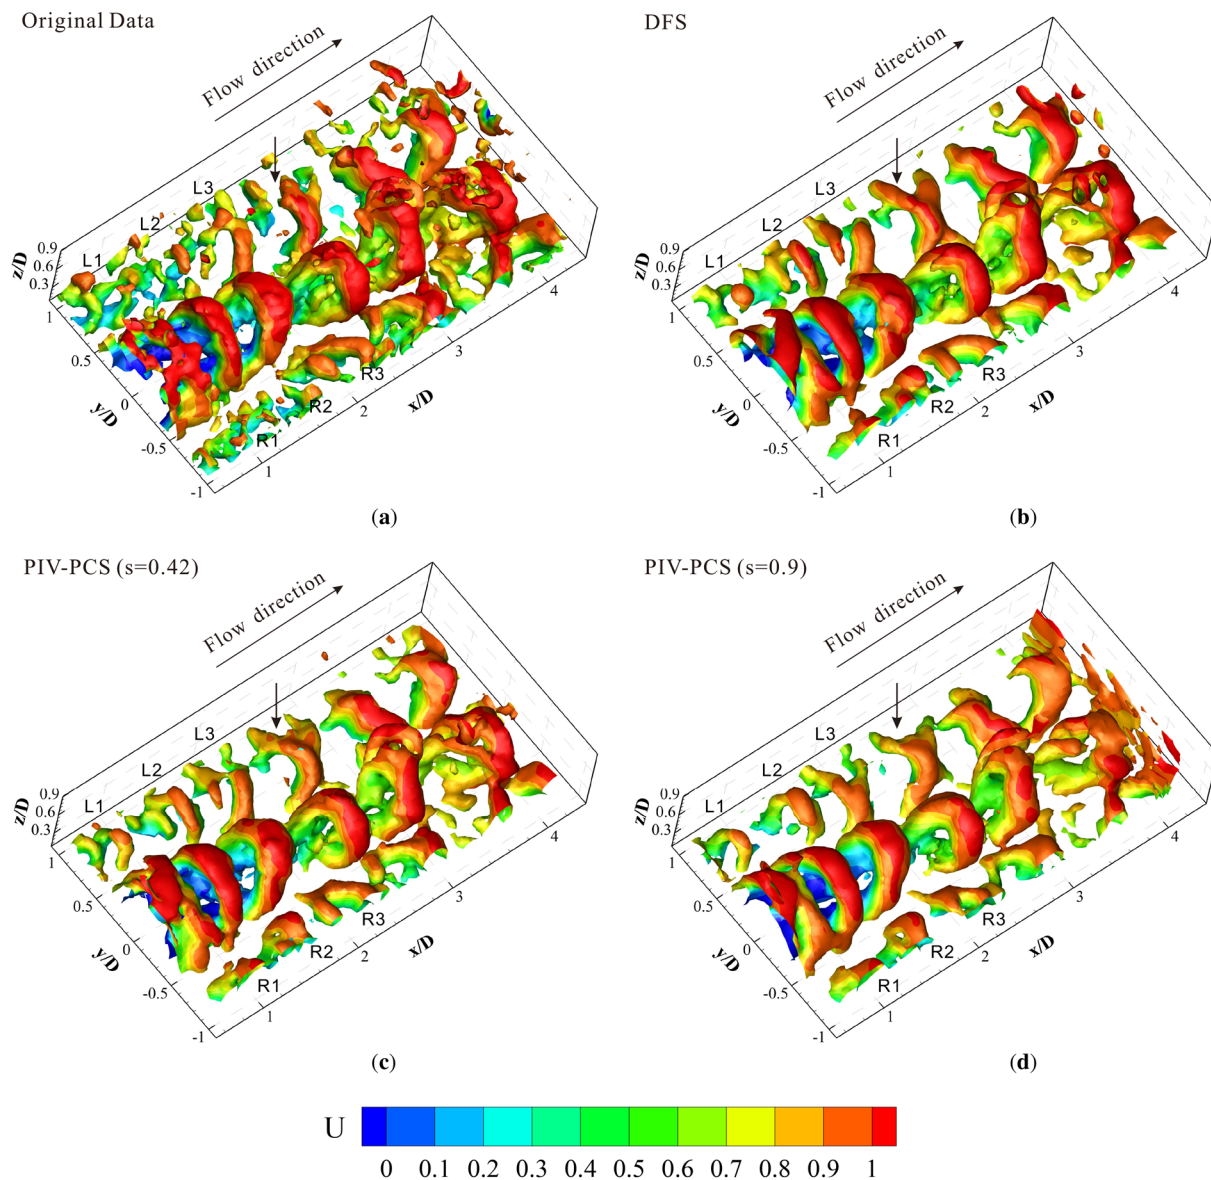 Original Data
Flow direction
L3
L2
L1
0.9
0.6
0.3
z/D
1
0.5
0
-0.5
-1
y/D
R1
R2
R3
1
2
3
4
x/D
(a)
DFS
Flow direction
L3
L2
L1
0.9
0.6
0.3
z/D
1
0.5
0
-0.5
-1
y/D
R1
R2
R3
1
2
3
4
x/D
(b)
PIV-PCS (s=0.42)
Flow direction
L3
L2
L1
0.9
0.6
0.3
z/D
1
0.5
0
-0.5
-1
y/D
R1
R2
R3
1
2
3
4
x/D
(c)
PIV-PCS (s=0.9)
Flow direction
L3
L2
L1
0.9
0.6
0.3
z/D
1
0.5
0
-0.5
-1
y/D
R1
R2
R3
1
2
3
4
x/D
(d)
U
0 0.1 0.2 0.3 0.4 0.5 0.6 0.7 0.8 0.9 1